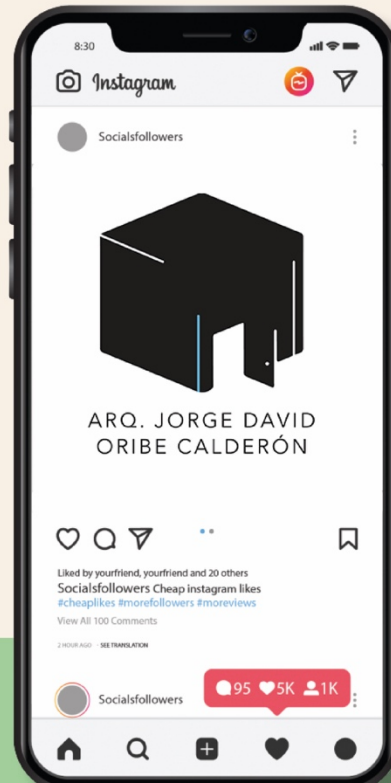 8:30
Instagram
Socialsfollowers
ARQ. JORGE DAVID
ORIBE CALDERÓN
Liked by yourfriend, yourfriend and 20 others
Socialsfollowers Cheap instagram likes
#cheaplikes #morefollowers #moreviews
View All 100 Comments
2 HOUR AGO SEE TRANSLATION
Socialsfollowers
95 5K 1K